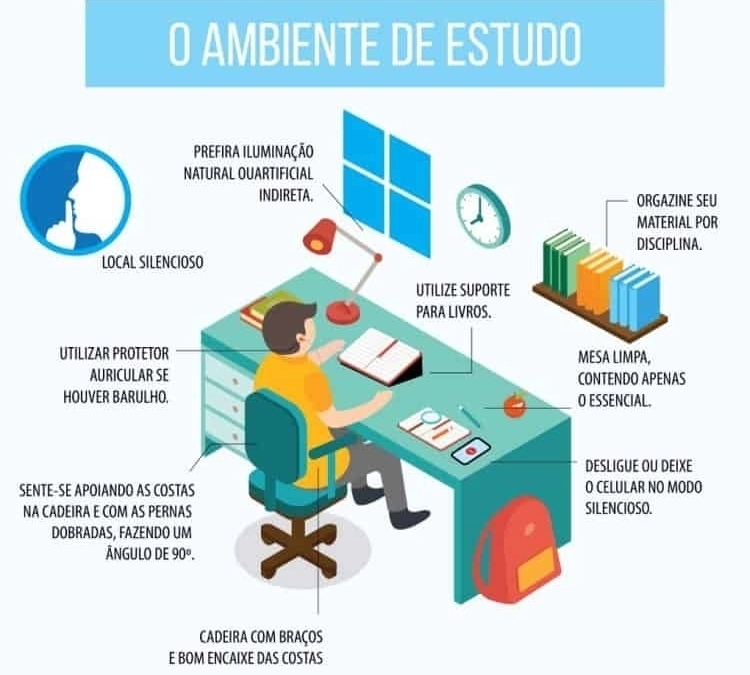 O AMBIENTE DE ESTUDO
PREFIRA ILUMINAÇÃO
NATURAL OUARTIFICIAL
INDIRETA.
ORGAZINE SEU
MATERIAL POR
DISCIPLINA.
LOCAL SILENCIOSO
UTILIZE SUPORTE
PARA LIVROS.
UTILIZAR PROTETOR
AURICULAR SE
HOUVER BARULHO.
MESA LIMPA,
CONTENDO APENAS
O ESSENCIAL.
DESLIGUE OU DEIXE
O CELULAR NO MODO
SILENCIOSO.
SENTE-SE APOIANDO AS COSTAS
NA CADEIRA E COM AS PERNAS
DOBRADAS, FAZENDO UM
ÂNGULO DE 90º.
CADEIRA COM BRAÇOS
E BOM ENCAIXE DAS COSTAS